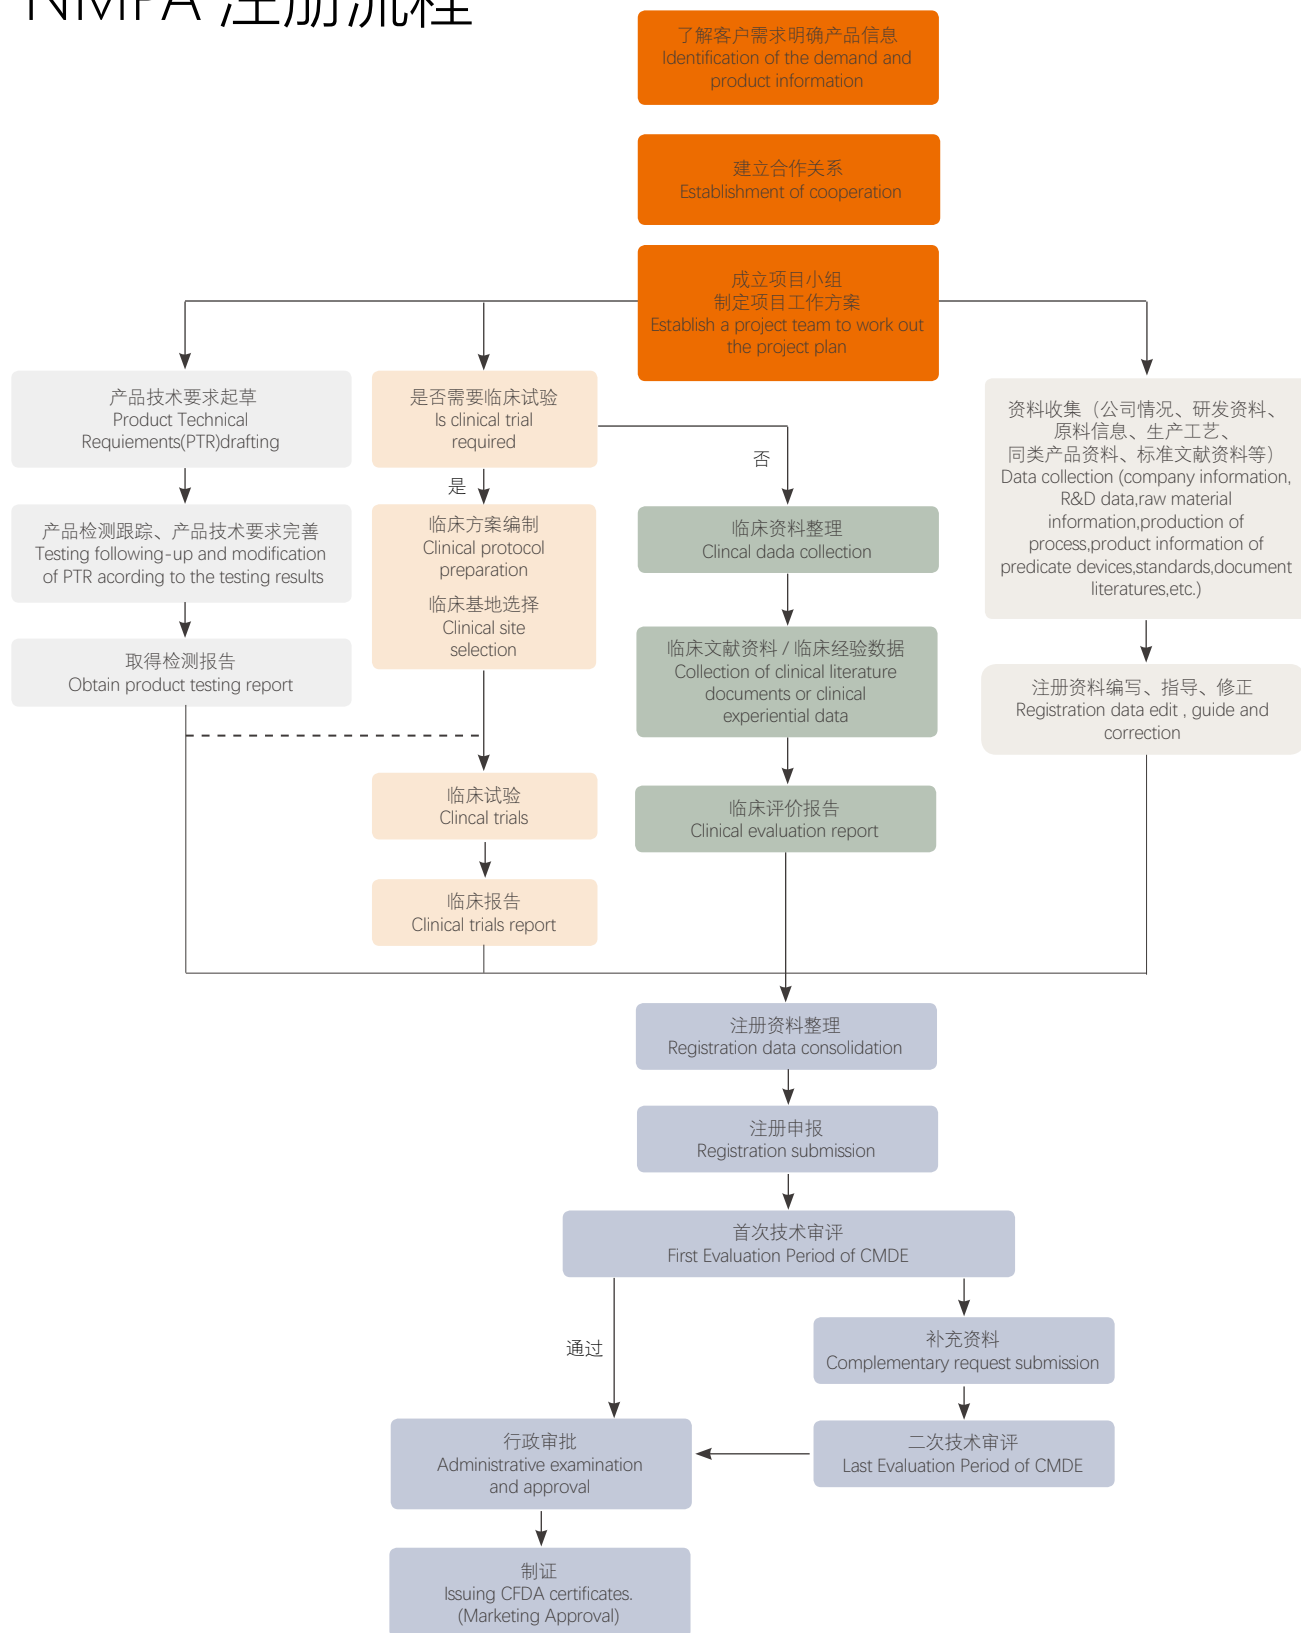 NMPA 注册流程
了解客户需求明确产品信息
Identification of the demand and
product information
建立合作关系
Establishment of cooperation
成立项目小组
制定项目工作方案
Establish a project team to work out
the project plan
产品技术要求起草
Product Technical
Requiements(PTR)drafting
产品检测跟踪、产品技术要求完善
Testing following-up and modification
of PTR acording to the testing results
取得检测报告
Obtain product testing report
是否需要临床试验
Is clinical trial
required
是
临床方案编制
Clinical protocol
preparation
临床基地选择
Clinical site
selection
临床试验
Clincal trials
临床报告
Clinical trials report
否
临床资料整理
Clincal dada collection
临床文献资料 / 临床经验数据
Collection of clinical literature
documents or clinical
experiential data
临床评价报告
Clinical evaluation report
资料收集（公司情况、研发资料、
原料信息、生产工艺、
同类产品资料、标准文献资料等）
Data collection (company information,
R&D data,raw material
information,production of
process,product information of
predicate devices,standards,document
literatures,etc.)
注册资料编写、指导、修正
Registration data edit , guide and
correction
注册资料整理
Registration data consolidation
注册申报
Registration submission
首次技术审评
First Evaluation Period of CMDE
通过
补充资料
Complementary request submission
二次技术审评
Last Evaluation Period of CMDE
行政审批
Administrative examination
and approval
制证
Issuing CFDA certificates.
(Marketing Approval)